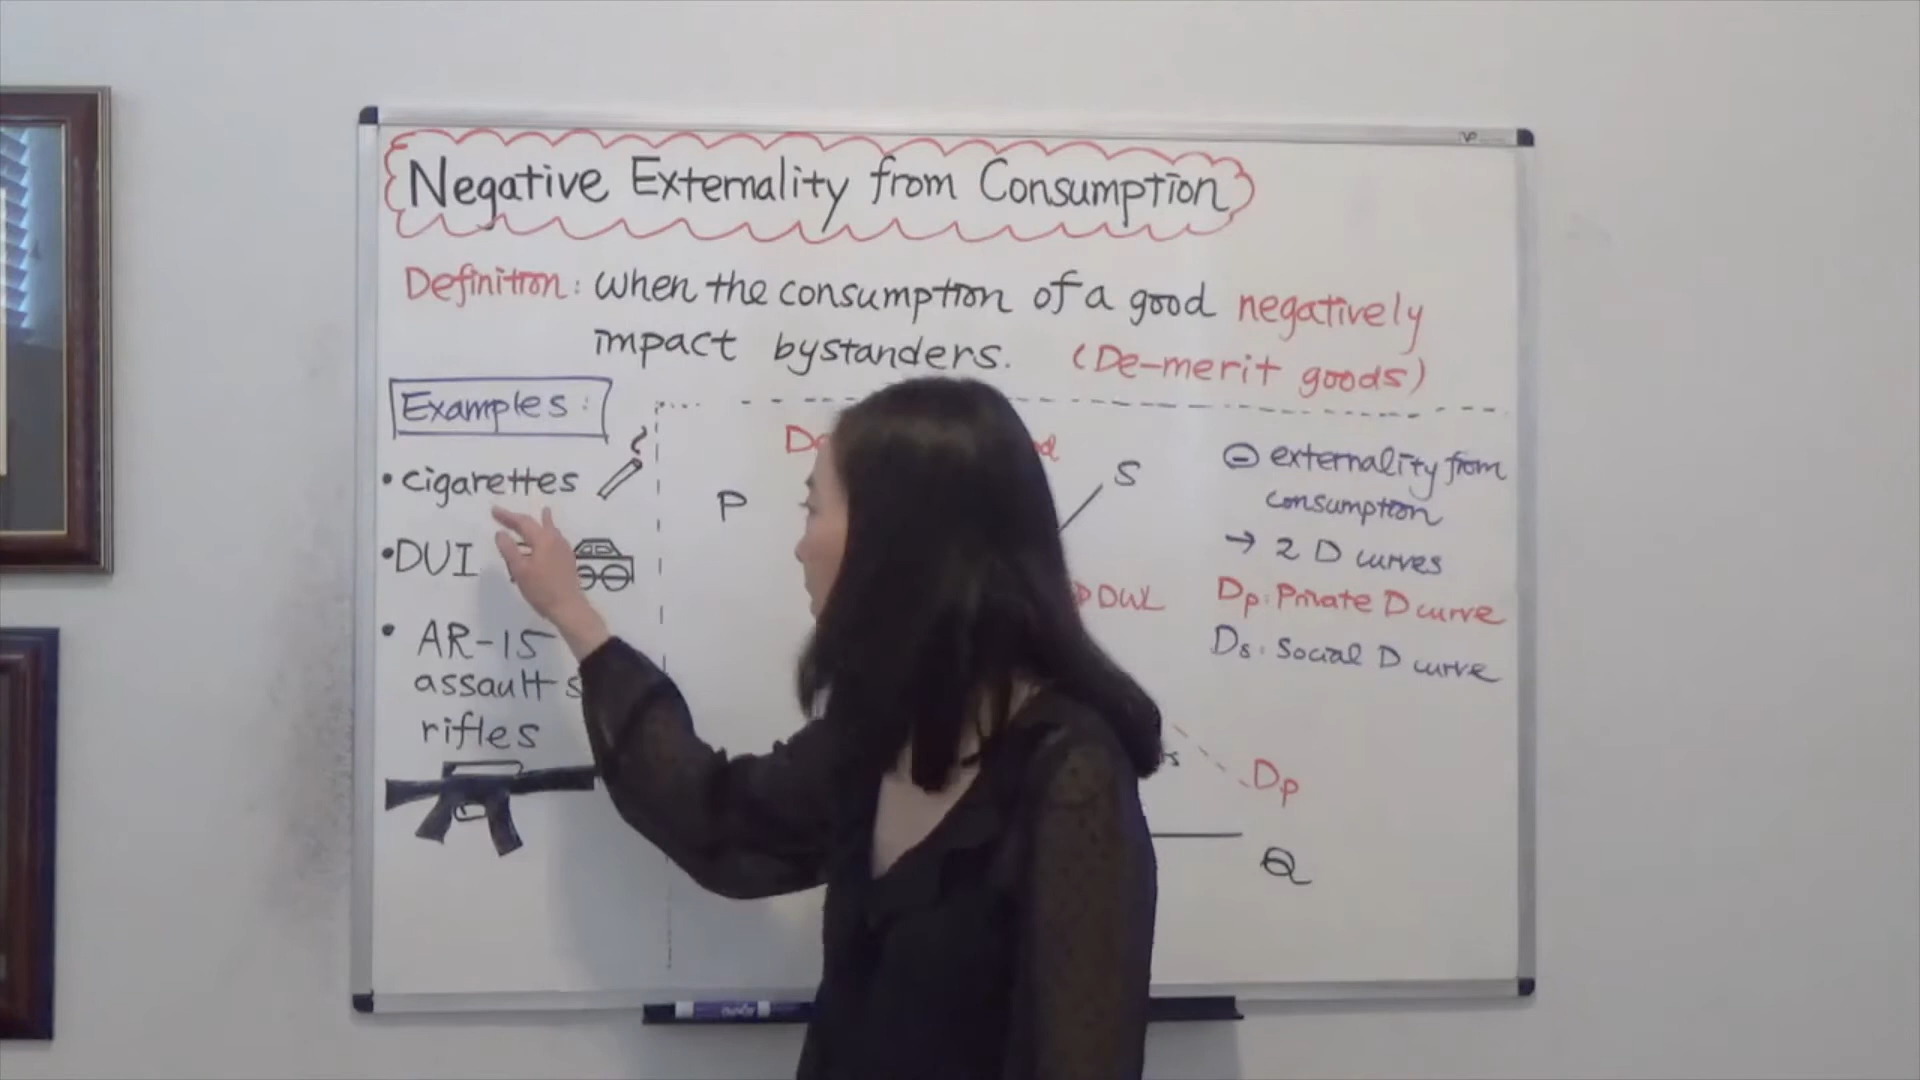 Negative Externality from Consumption
Definition: When the consumption of a good negatively
impact bystanders. (De-merit goods)
Examples:
• cigarettes
• DUI
• AR-15
assault
rifles
P
S
DWL
Dp
Q
⊖ externality from
consumption
→ 2 D curves
Dp: Private D curve
Ds: Social D curve